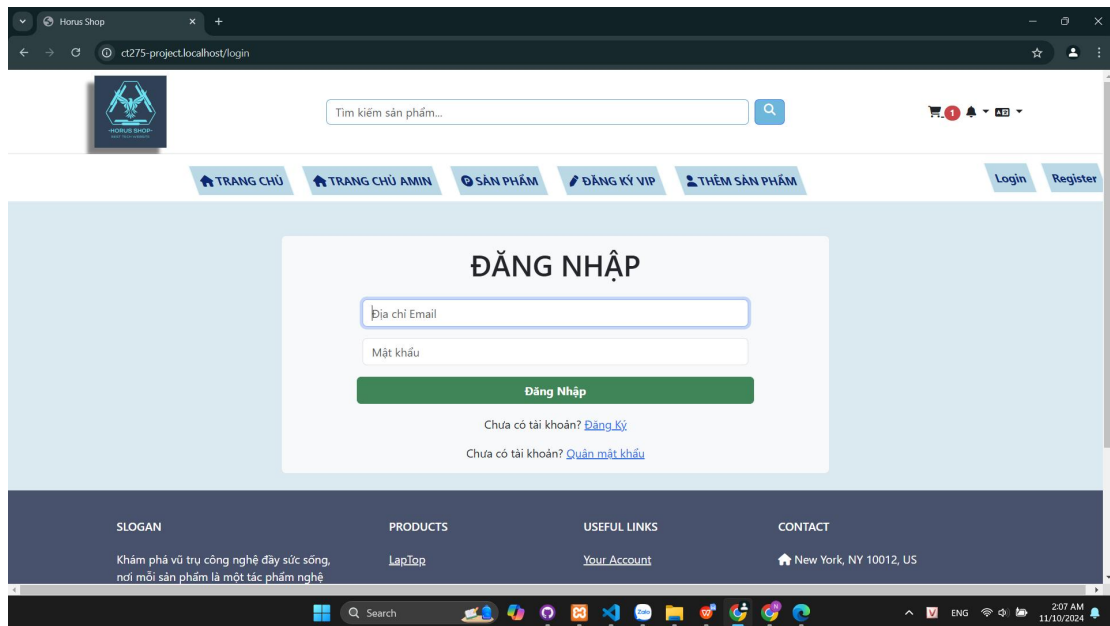 Horus Shop
ct275-project.localhost/login
-HORUS SHOP-
Tìm kiếm sản phẩm...
1
TRANG CHỦ
TRANG CHỦ AMIN
SẢN PHẨM
ĐĂNG KÝ VIP
THÊM SẢN PHẨM
Login
Register
ĐĂNG NHẬP
Địa chỉ Email
Mật khẩu
Đăng Nhập
Chưa có tài khoản? Đăng Ký
Chưa có tài khoản? Quên mật khẩu
SLOGAN
Khám phá vũ trụ công nghệ đầy sức sống,
nơi mỗi sản phẩm là một tác phẩm nghệ
PRODUCTS
LapTop
USEFUL LINKS
Your Account
CONTACT
New York, NY 10012, US
Search
Zalo
V
ENG
2:07 AM
11/10/2024